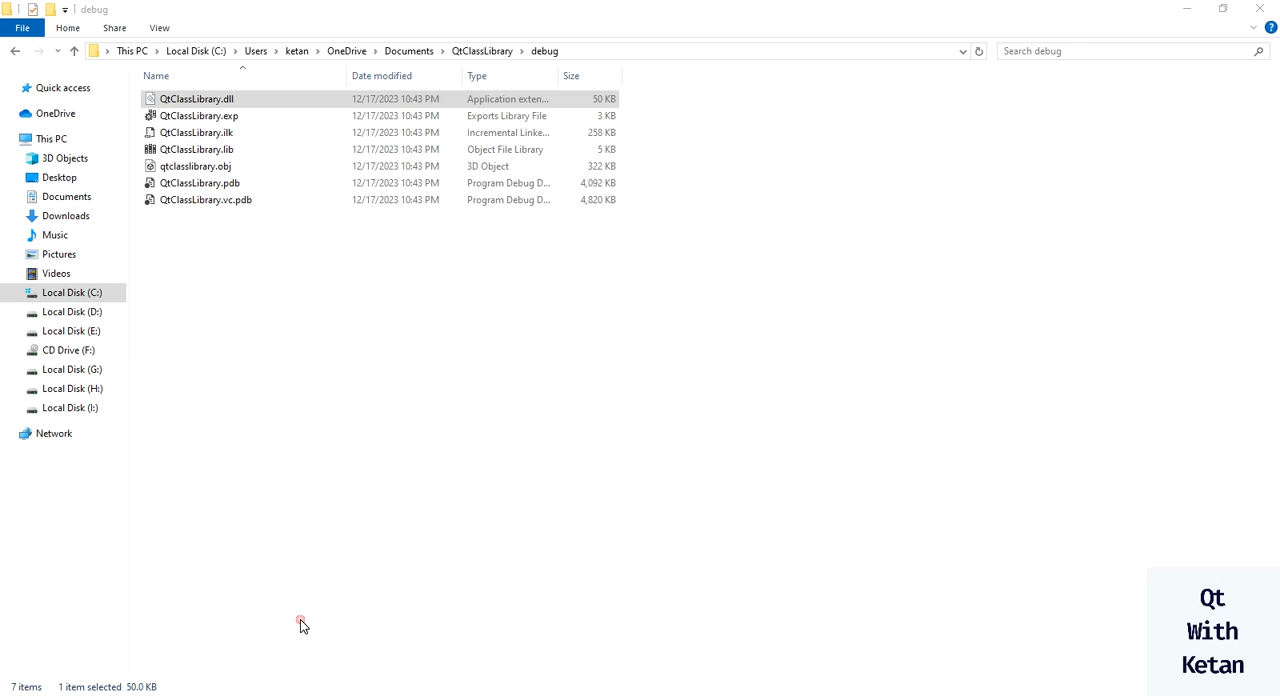 debug
File Home Share View
This PC Local Disk (C:) Users ketan OneDrive Documents QtClassLibrary debug
Search debug
Name Date modified Type Size
QtClassLibrary.dll 12/17/2023 10:43 PM Application exten... 50 KB
QtClassLibrary.exp 12/17/2023 10:43 PM Exports Library File 3 KB
QtClassLibrary.ilk 12/17/2023 10:43 PM Incremental Linke... 258 KB
QtClassLibrary.lib 12/17/2023 10:43 PM Object File Library 5 KB
qtclasslibrary.obj 12/17/2023 10:43 PM 3D Object 322 KB
QtClassLibrary.pdb 12/17/2023 10:43 PM Program Debug D... 4,092 KB
QtClassLibrary.vc.pdb 12/17/2023 10:43 PM Program Debug D... 4,820 KB
Quick access
OneDrive
This PC
3D Objects
Desktop
Documents
Downloads
Music
Pictures
Videos
Local Disk (C:)
Local Disk (D:)
Local Disk (E:)
CD Drive (F:)
Local Disk (G:)
Local Disk (H:)
Local Disk (I:)
Network
Qt
With
Ketan
7 items 1 item selected 50.0 KB